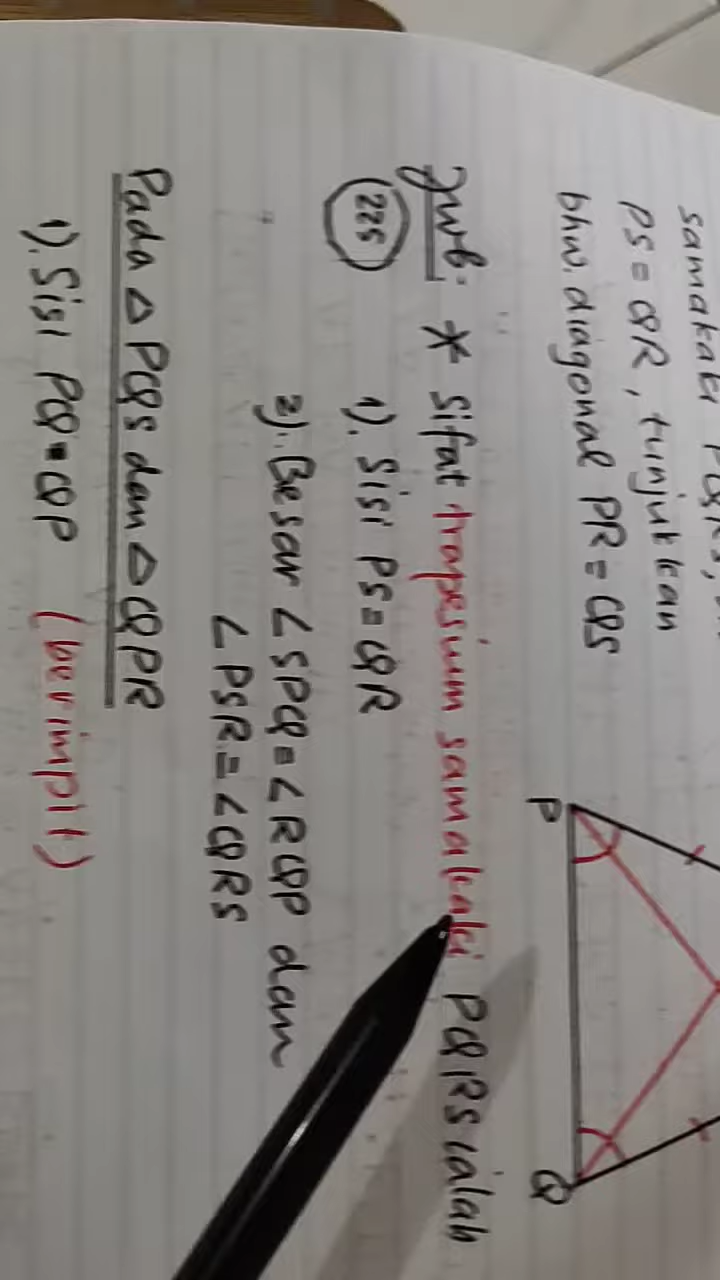 samakaki PQRS,
PS = QR, tunjukkan
bhw. diagonal PR = QS
P
Q
Jwb: * Sifat trapesium samakaki PQRS ialah
225
1). Sisi PS = QR
2). Besar ∠SPQ = ∠RQP dan
∠PSR = ∠QRS
Pada △PQS dan △QPR
1). Sisi PQ = QP (berimpit)